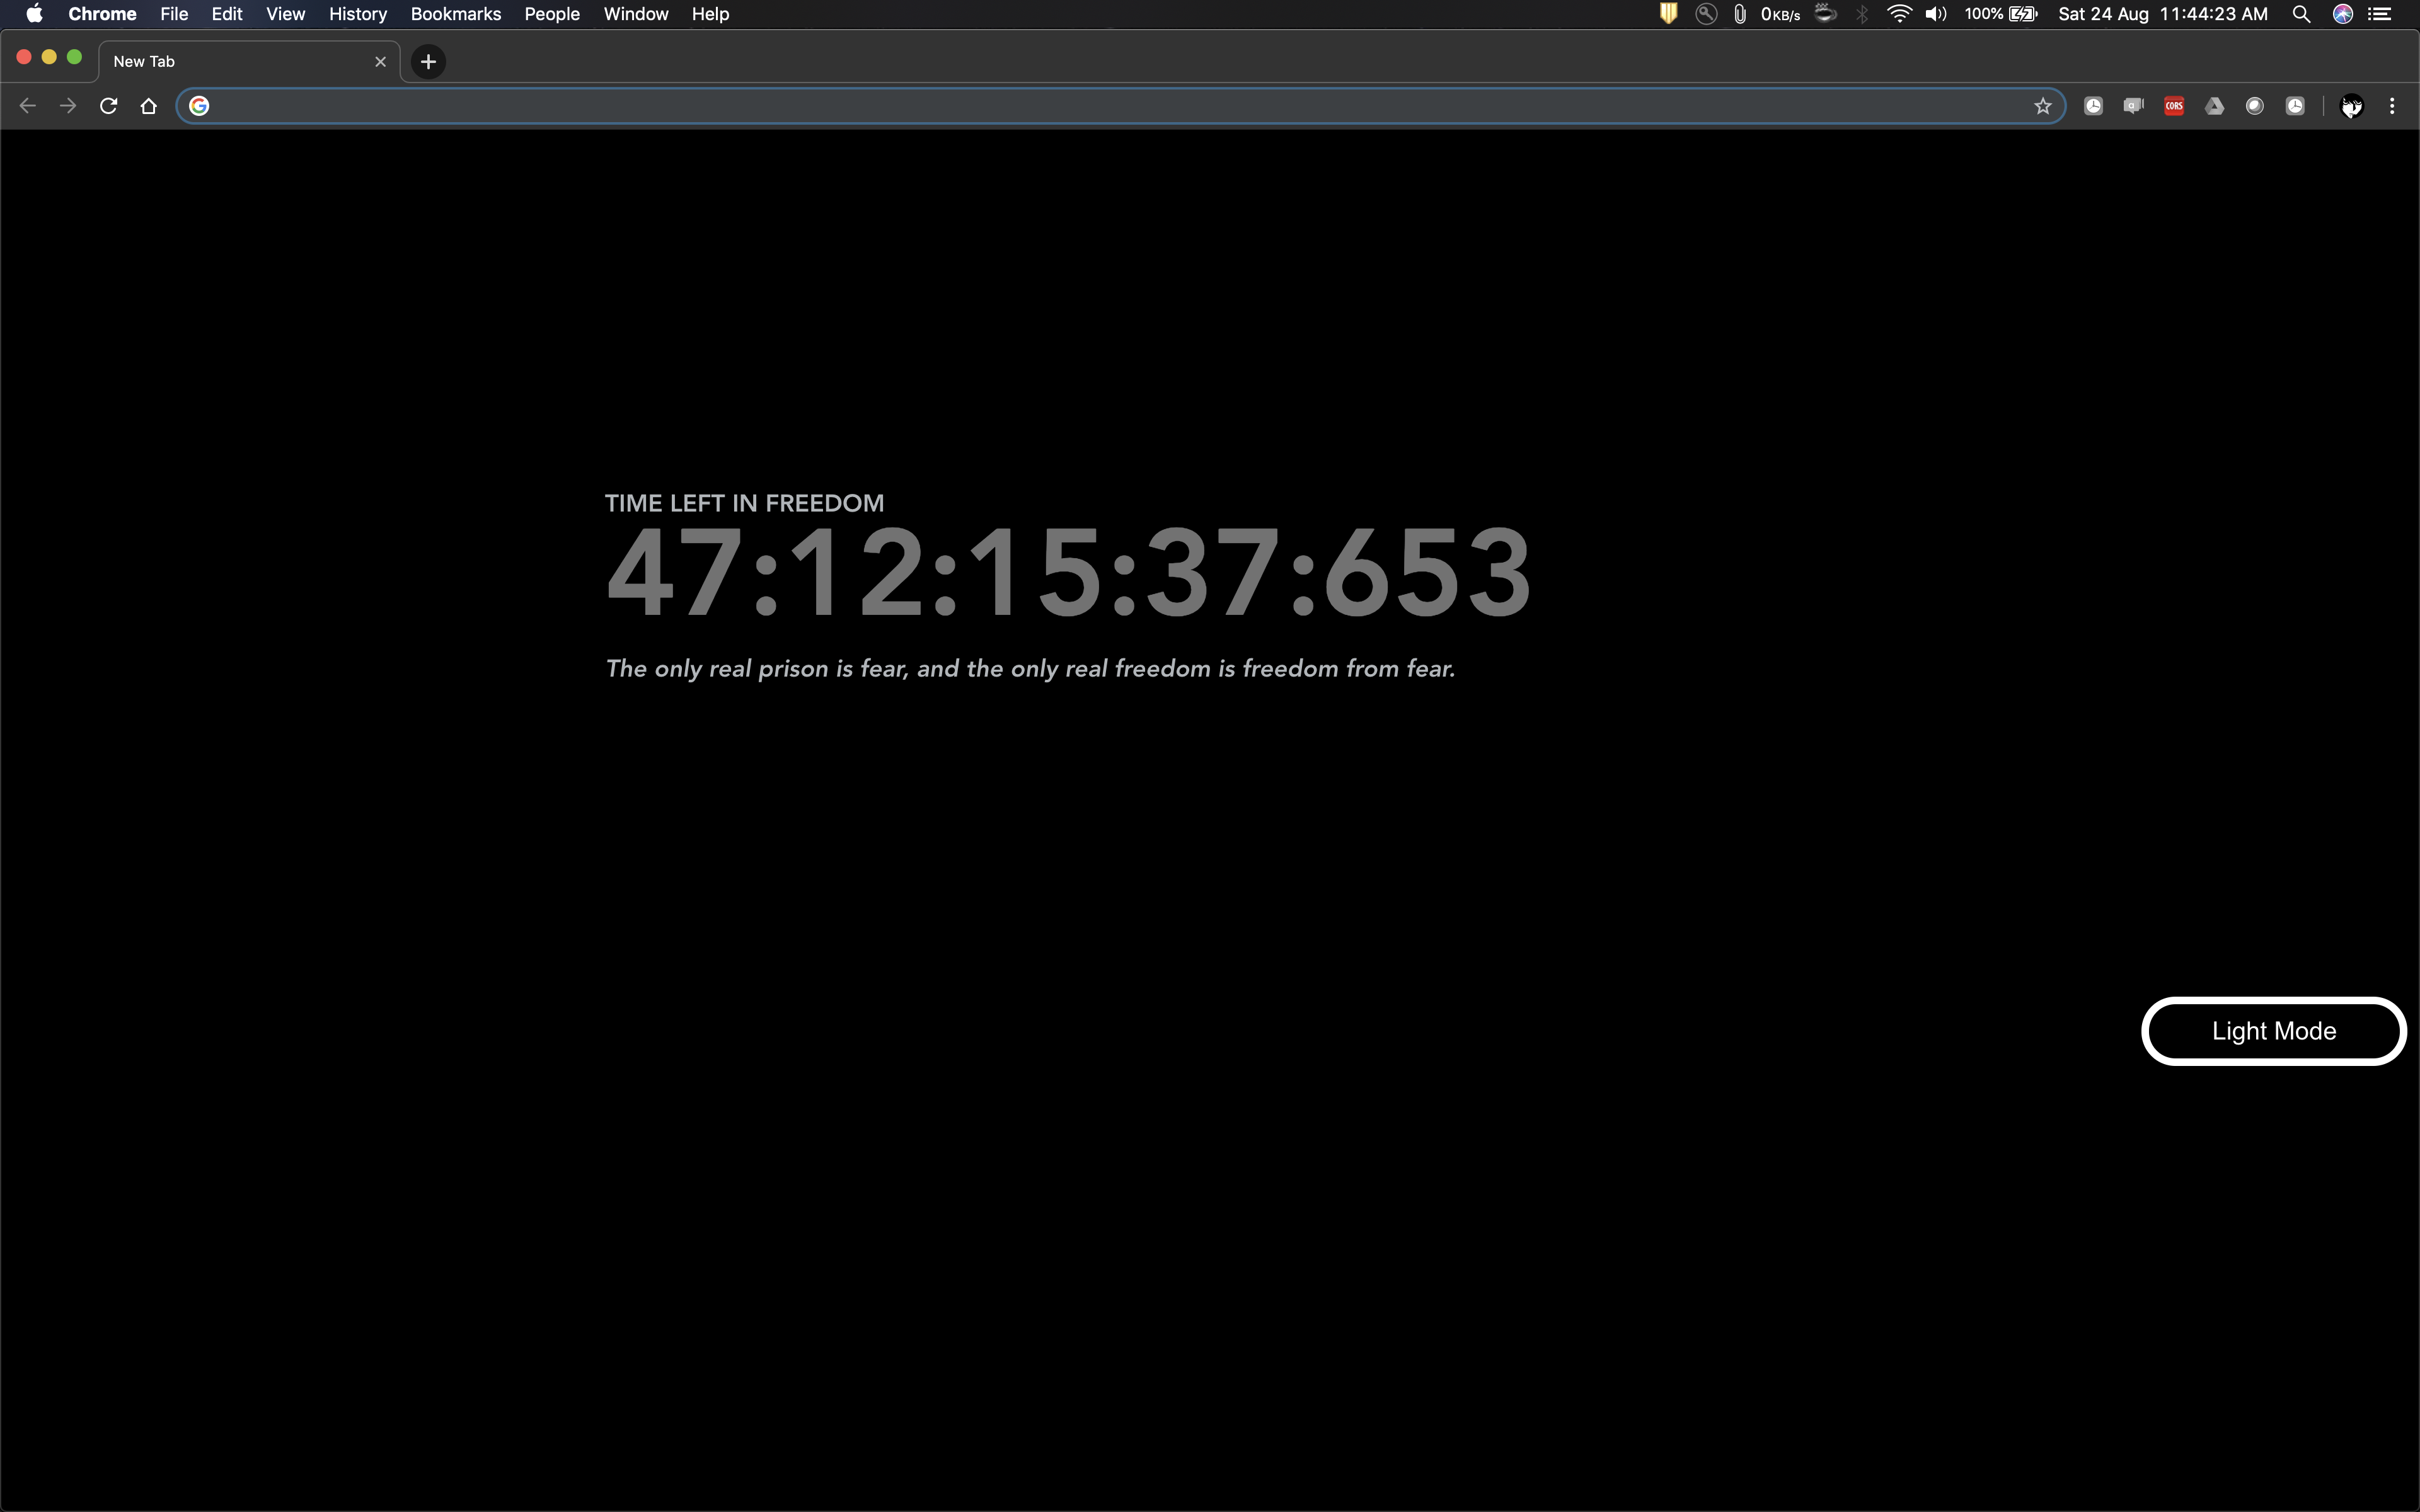 Chrome File Edit View History Bookmarks People Window Help 0KB/s 100% Sat 24 Aug 11:44:23 AM
New Tab
CORS
TIME LEFT IN FREEDOM
47:12:15:37:653
The only real prison is fear, and the only real freedom is freedom from fear.
Light Mode